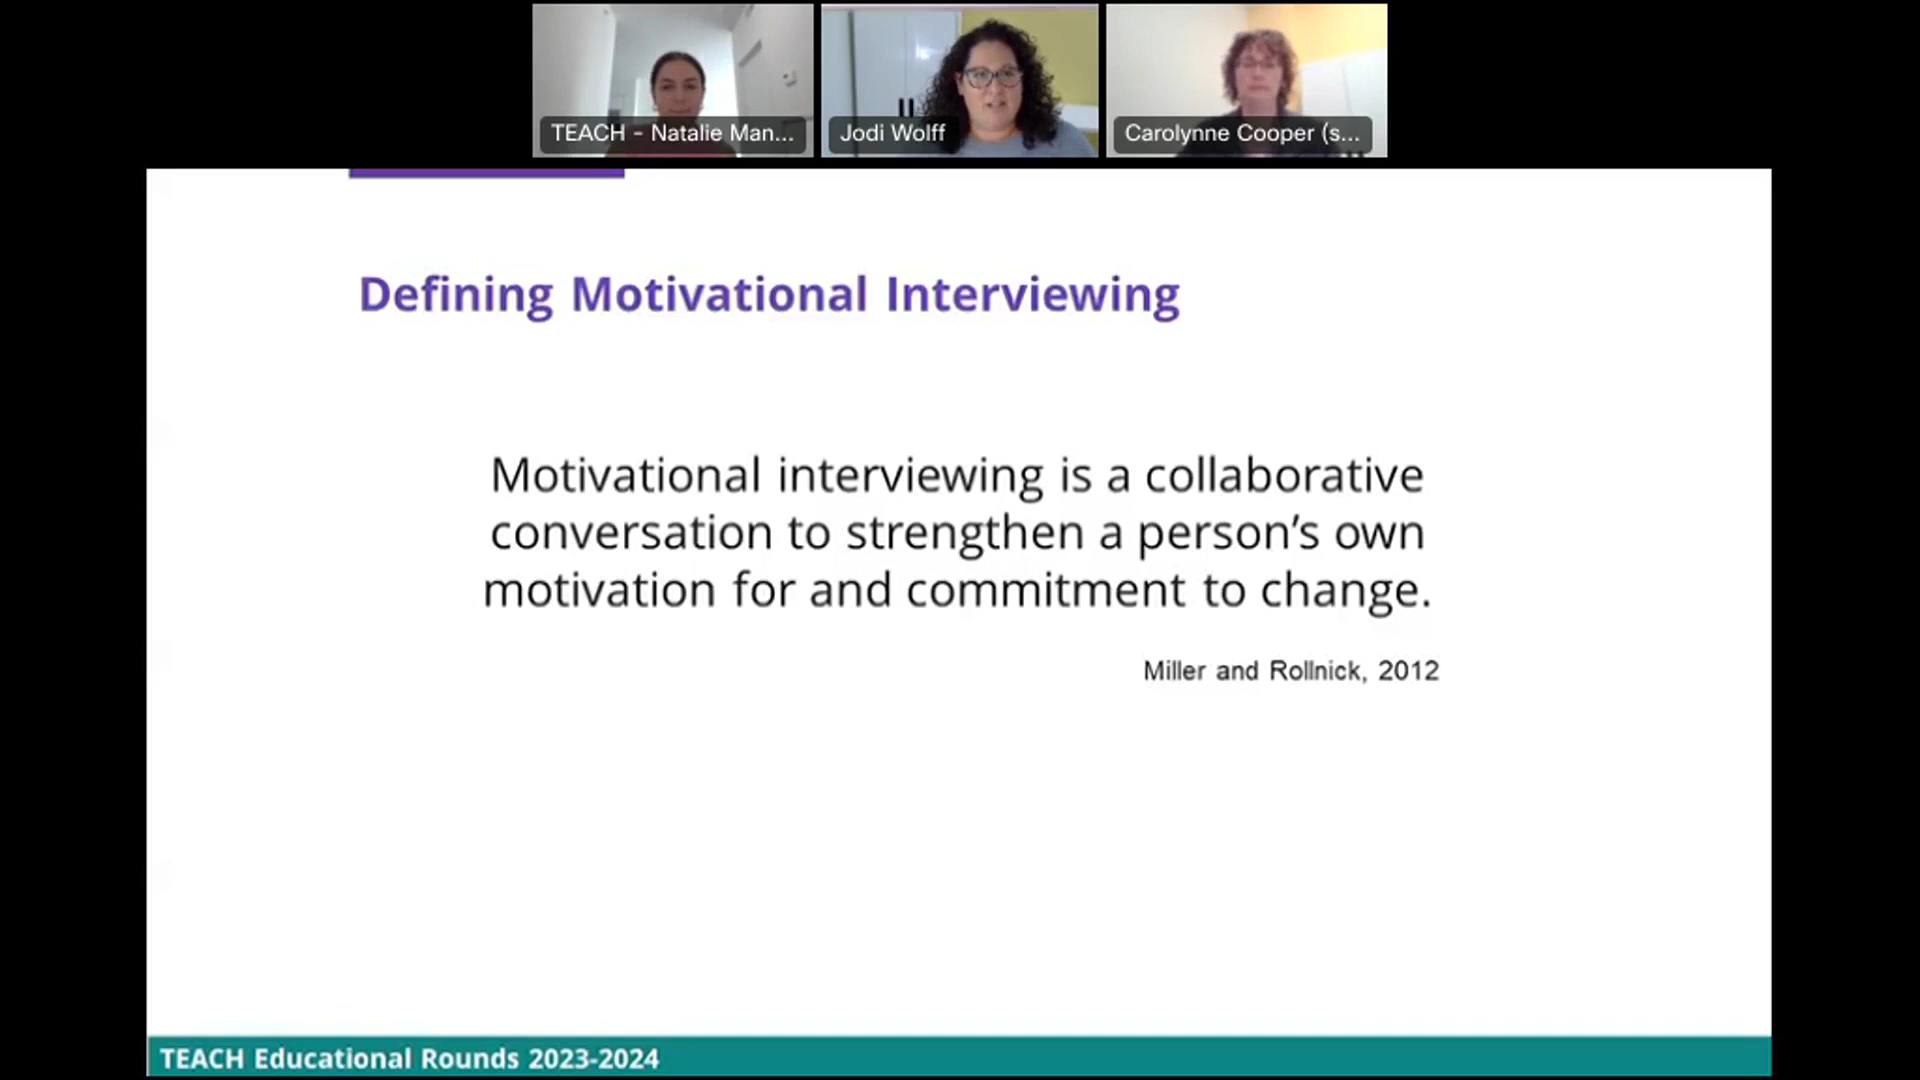 TEACH - Natalie Man...
Jodi Wolff
Carolynne Cooper (s...
Defining Motivational Interviewing
Motivational interviewing is a collaborative
conversation to strengthen a person’s own
motivation for and commitment to change.
Miller and Rollnick, 2012
TEACH Educational Rounds 2023-2024